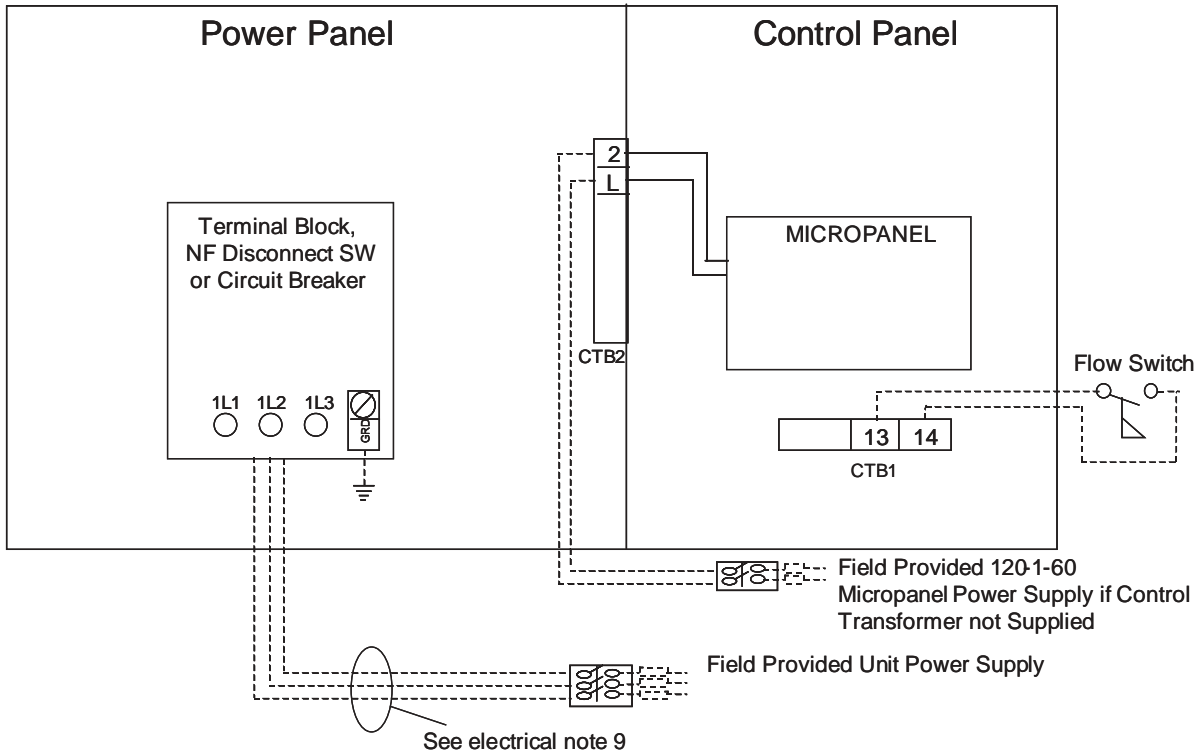 Power Panel
Control Panel
2
L
Terminal Block,
NF Disconnect SW
or Circuit Breaker
MICROPANEL
CTB2
Flow Switch
1L1 1L2 1L3
GRD
13 14
CTB1
Field Provided 120-1-60
Micropanel Power Supply if Control
Transformer not Supplied
Field Provided Unit Power Supply
See electrical note 9